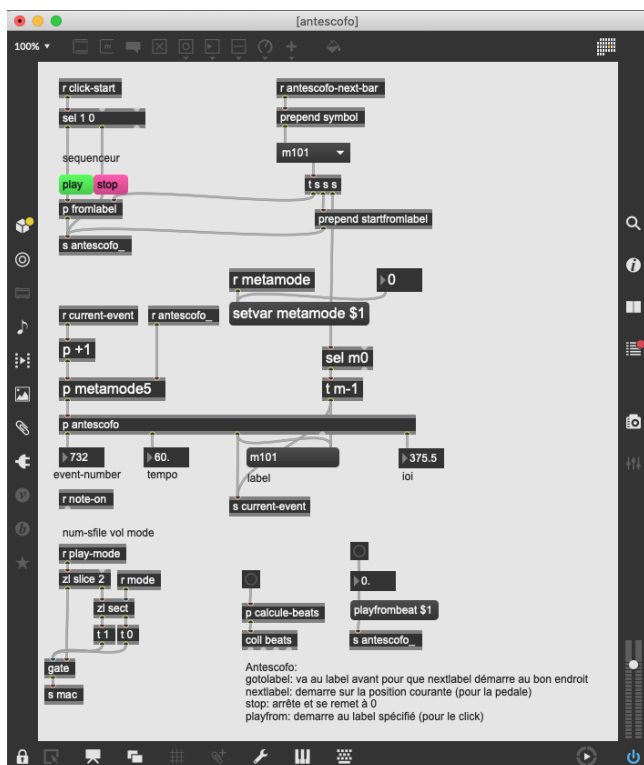 [antescofo]
100%
r click-start
r antescofo-next-bar
sel 1 0
prepend symbol
m101
sequenceur
play stop
t s s s
p fromlabel
prepend startfromlabel
s antescofo_
r metamode
0
setvar metamode $1
r current-event
r antescofo_
p +1
sel m0
p metamode5
t m-1
p antescofo
732
60.
m101
375.5
event-number
tempo
label
ioi
r note-on
s current-event
num-sfile vol mode
r play-mode
zl slice 2
r mode
0.
zl sect
p calcule-beats
playfrombeat $1
t 1
t 0
coll beats
s antescofo_
gate
s mac
Antescofo:
gotolabel: va au label avant pour que nextlabel démarre au bon endroit
nextlabel: demarre sur la position courante (pour la pedale)
stop: arrête et se remet à 0
playfrom: demarre au label spécifié (pour le click)